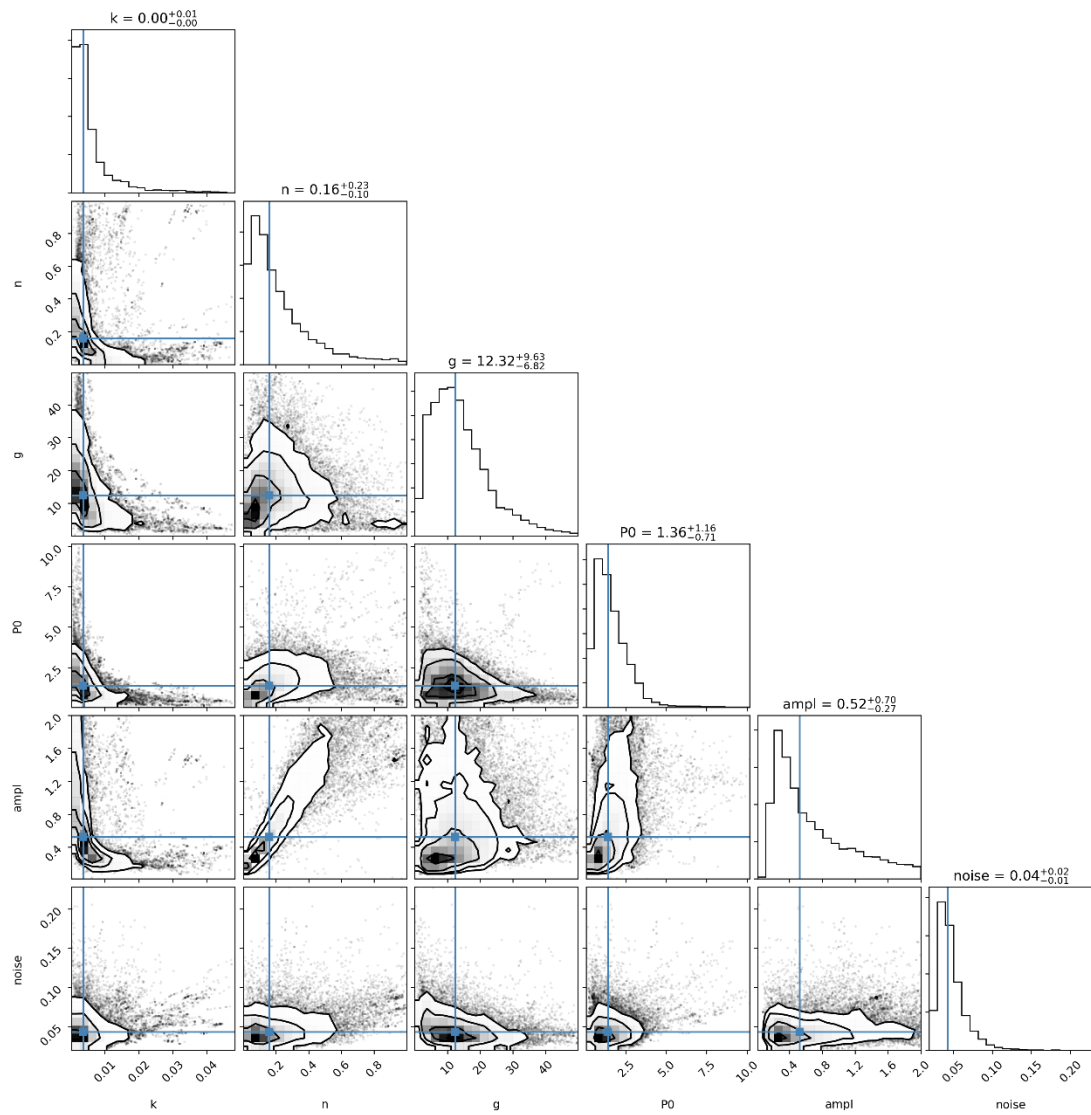 k = 0.00+0.01−0.00
n = 0.16+0.23−0.10
0.8
0.6
0.4
0.2
n
g = 12.32+9.63−6.82
40
30
20
10
g
P0 = 1.36+1.16−0.71
10.0
7.5
5.0
2.5
P0
ampl = 0.52+0.70−0.27
2.0
1.6
1.2
0.8
0.4
ampl
noise = 0.04+0.02−0.01
0.20
0.15
0.10
0.05
noise
0.01 0.02 0.03 0.04 0.2 0.4 0.6 0.8 10 20 30 40 2.5 5.0 7.5 10.0 0.4 0.8 1.2 1.6 2.0 0.05 0.10 0.15 0.20
k n g P0 ampl noise